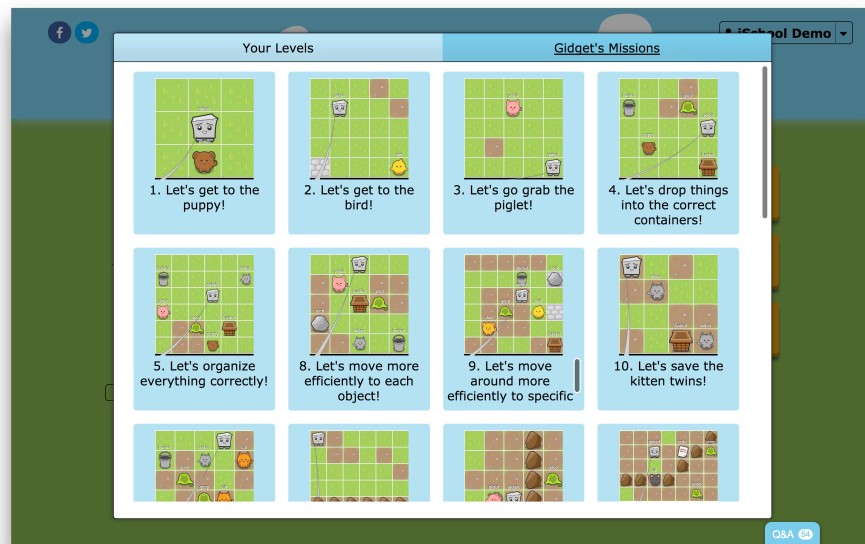 iSchool Demo
Your Levels
Gidget's Missions
1. Let's get to the
puppy!
2. Let's get to the
bird!
3. Let's go grab the
piglet!
4. Let's drop things
into the correct
containers!
5. Let's organize
everything correctly!
8. Let's move more
efficiently to each
object!
9. Let's move
around more
efficiently to specific
10. Let's save the
kitten twins!
Q&A 54